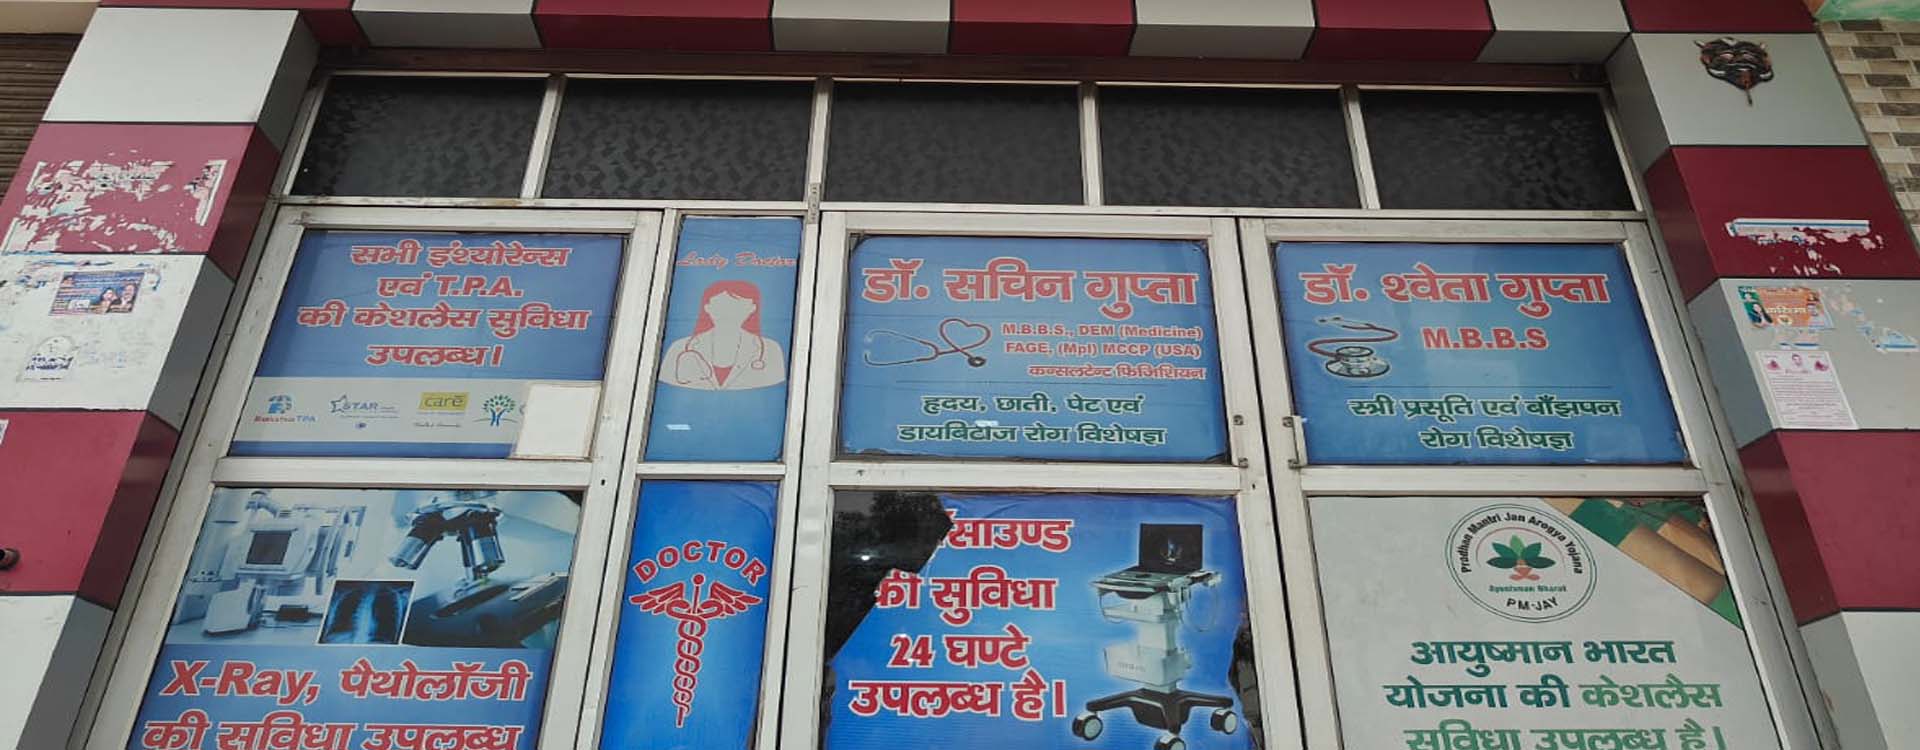 सभी इंश्योरेन्स
एवं T.P.A.
की केशलैस सुविधा
उपलब्ध।
STAR
care
Lady Doctor
डॉ. सचिन गुप्ता
M.B.B.S., DEM (Medicine)
FAGE, (Mpl) MCCP (USA)
कन्सलटेन्ट फिजिशियन
हृदय, छाती, पेट एवं
डायबिटीज रोग विशेषज्ञ
डॉ. श्वेता गुप्ता
M.B.B.S
स्त्री प्रसूति एवं बाँझपन
रोग विशेषज्ञ
X-Ray, पैथोलॉजी
की सुविधा उपलब्ध
DOCTOR
साउण्ड
की सुविधा
24 घण्टे
उपलब्ध है।
Pradhan Mantri Jan Arogya Yojana
Ayushman Bharat
PM-JAY
आयुष्मान भारत
योजना की केशलैस
सुविधा उपलब्ध है।